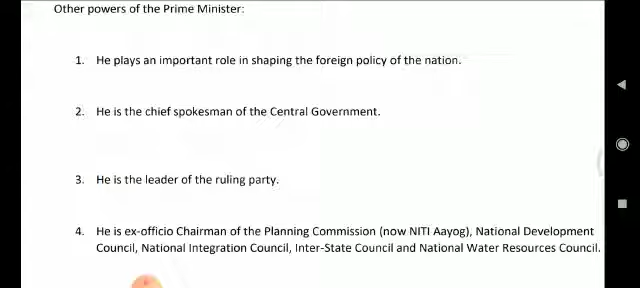 Other powers of the Prime Minister:
1. He plays an important role in shaping the foreign policy of the nation.
2. He is the chief spokesman of the Central Government.
3. He is the leader of the ruling party.
4. He is ex-officio Chairman of the Planning Commission (now NITI Aayog), National Development
Council, National Integration Council, Inter-State Council and National Water Resources Council.